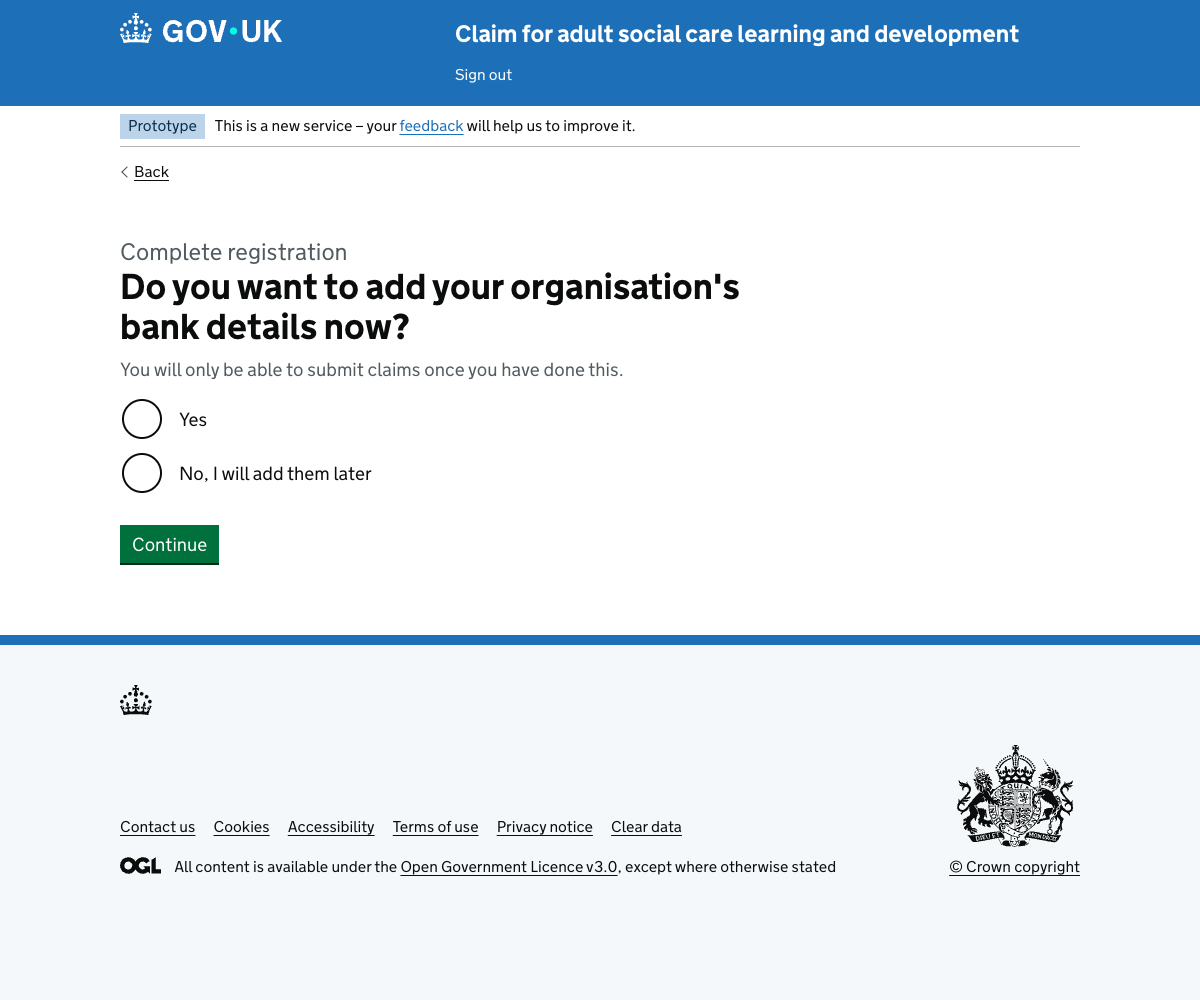 GOV·UK
Claim for adult social care learning and development
Sign out
Prototype This is a new service – your feedback will help us to improve it.
Back
Complete registration
Do you want to add your organisation's
bank details now?
You will only be able to submit claims once you have done this.
Yes
No, I will add them later
Continue
Contact us Cookies Accessibility Terms of use Privacy notice Clear data
OGL All content is available under the Open Government Licence v3.0, except where otherwise stated
© Crown copyright